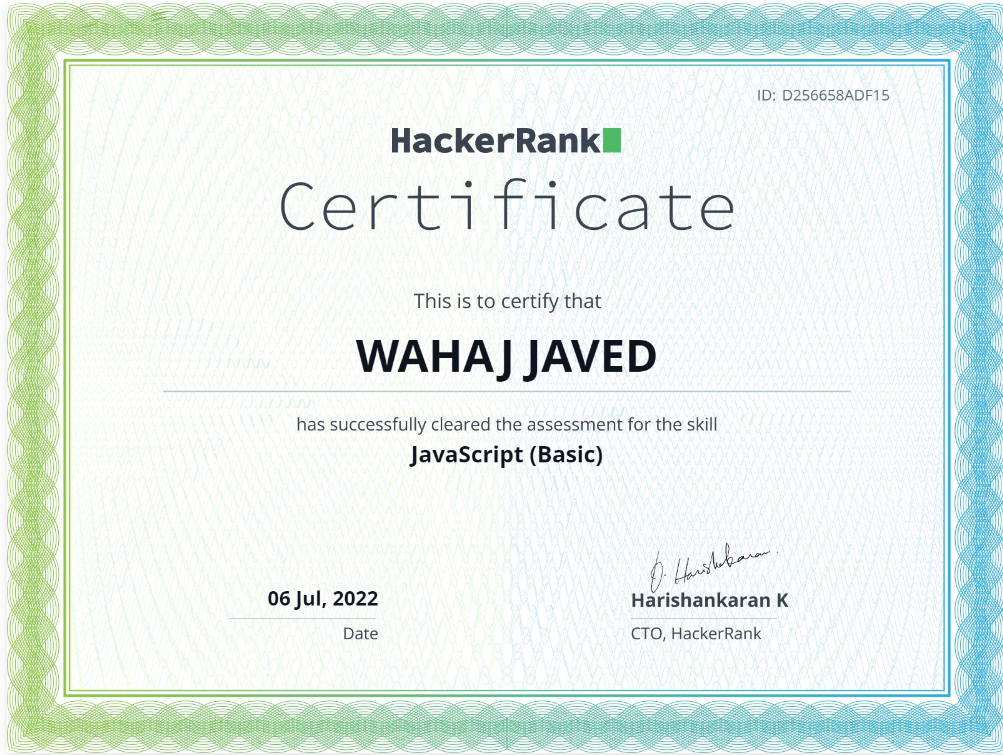 ID: D256658ADF15
HackerRank
Certificate
This is to certify that
WAHAJ JAVED
has successfully cleared the assessment for the skill
JavaScript (Basic)
06 Jul, 2022
Date
Harishankaran K
CTO, HackerRank